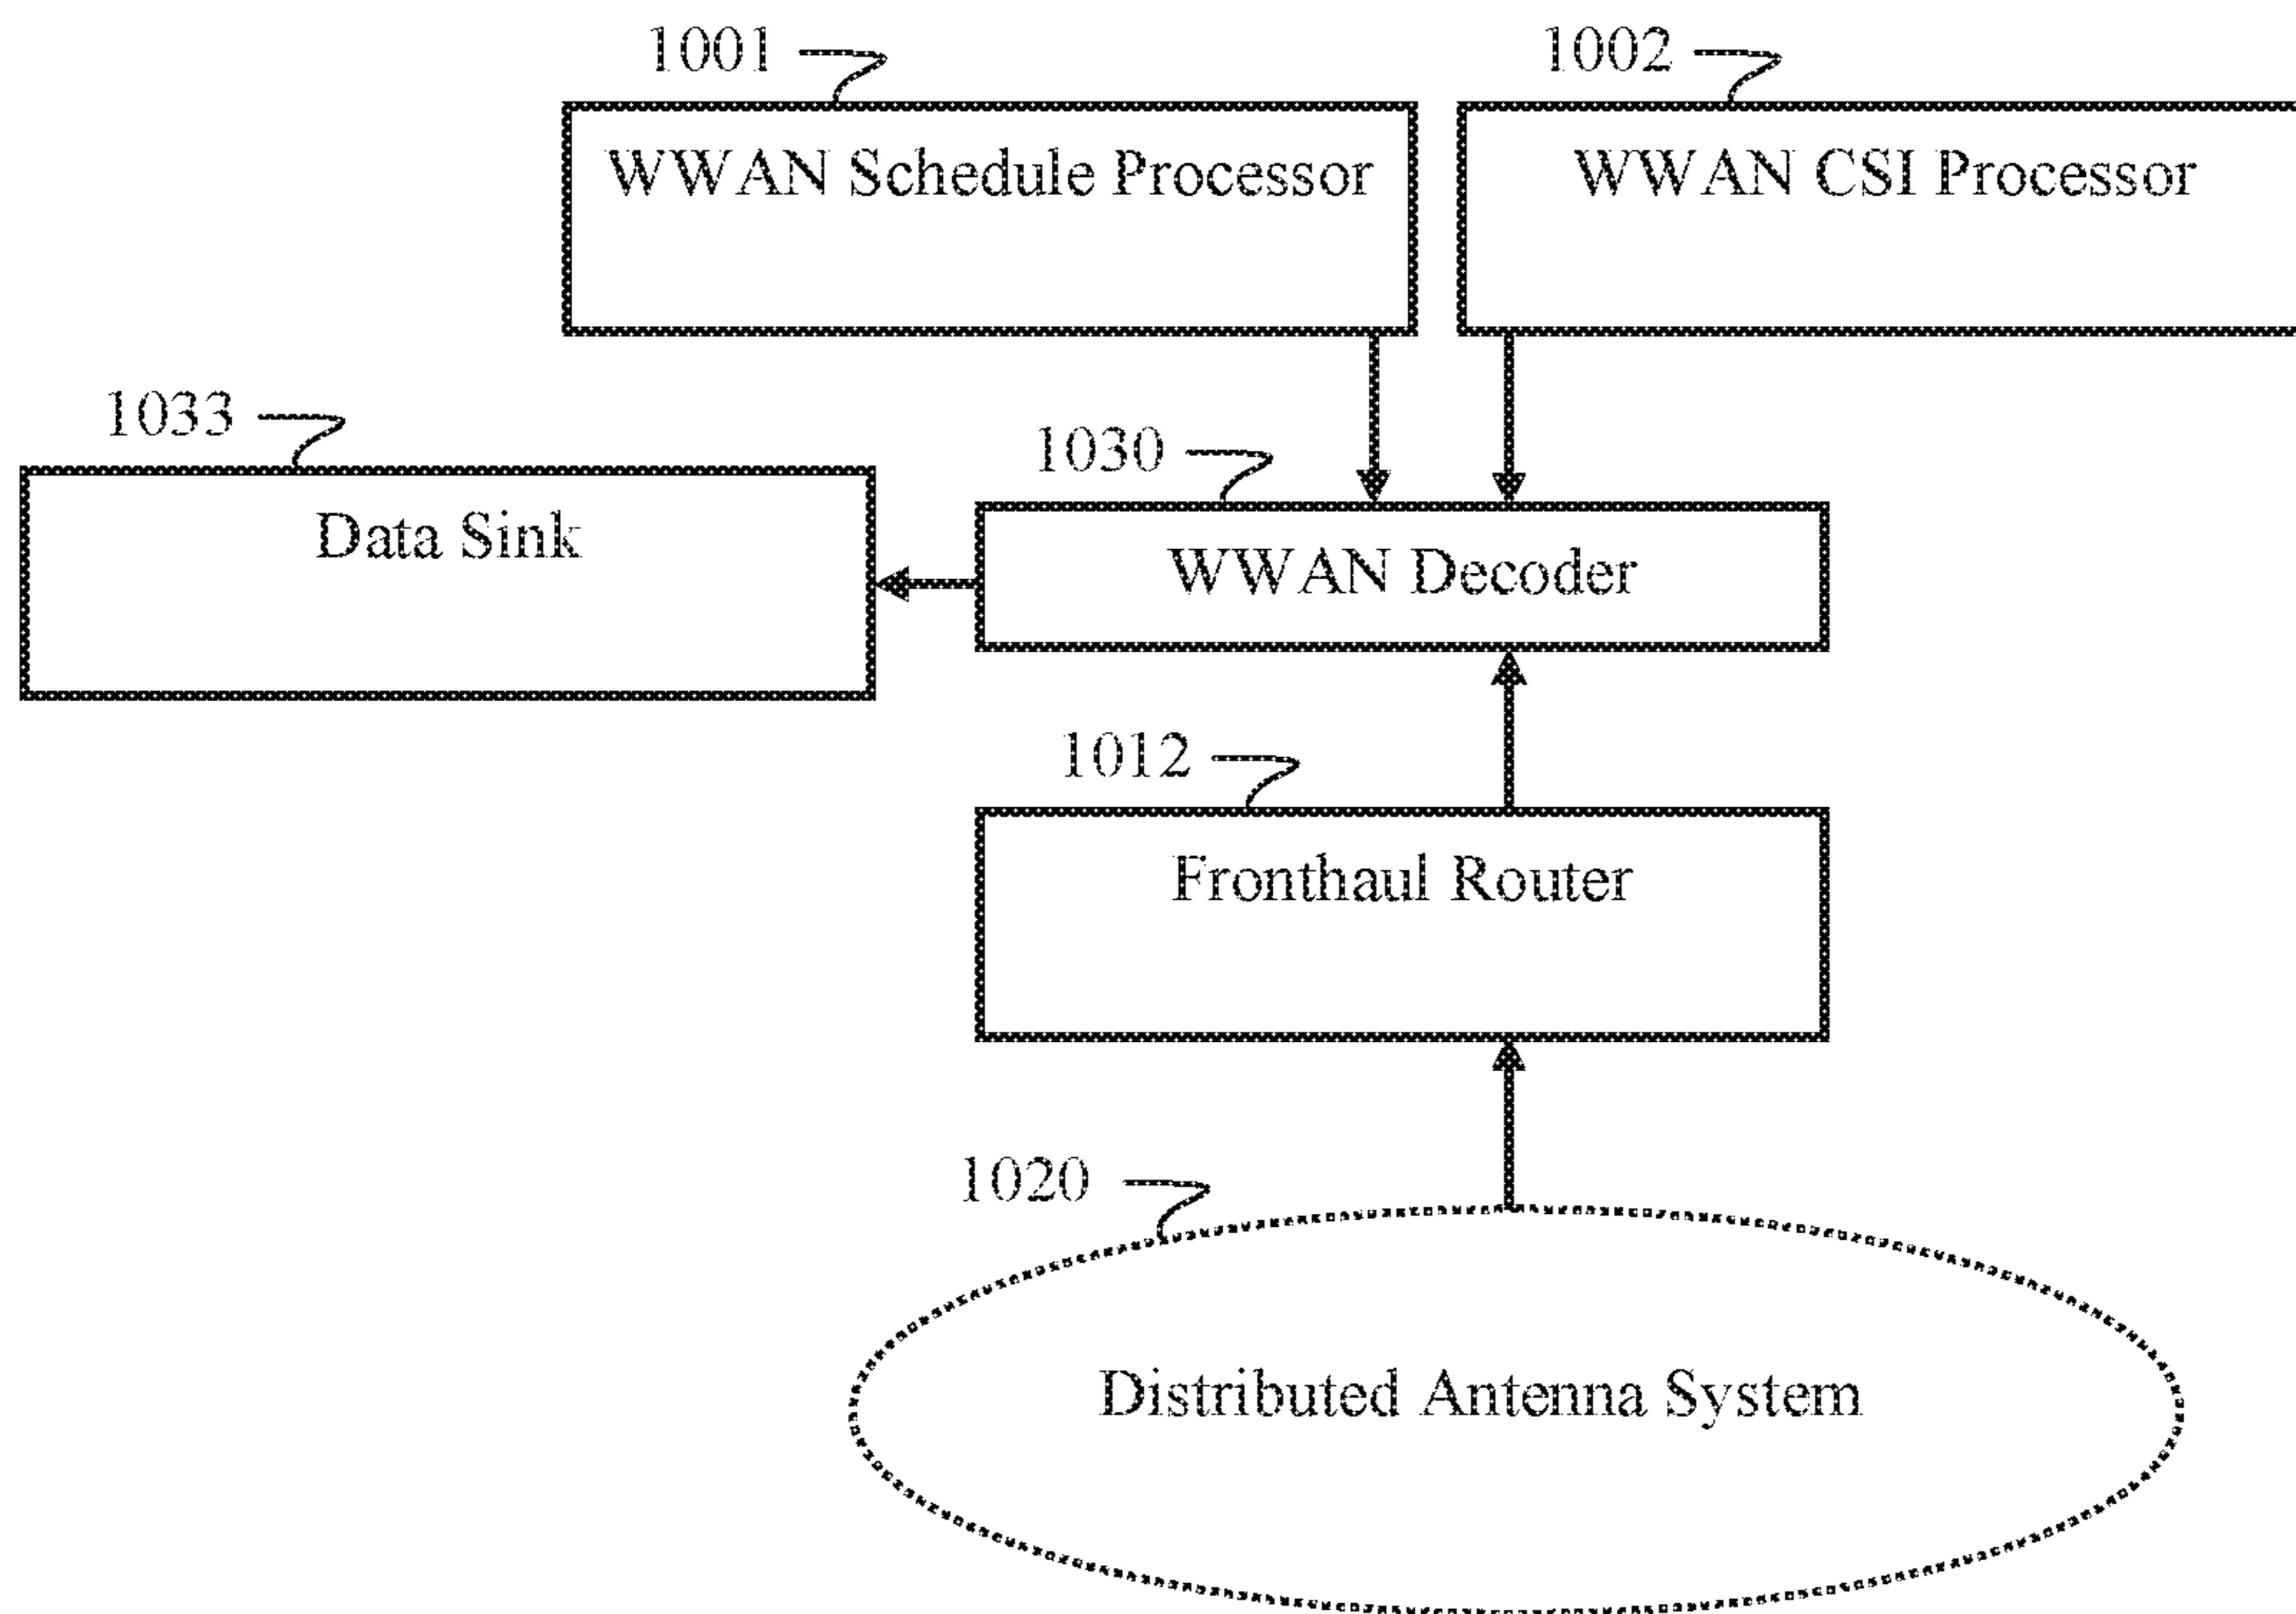 1001
1002
WWAN Schedule Processor
WWAN CSI Processor
1033
1030
Data Sink
WWAN Decoder
1012
Fronthaul Router
1020
Distributed Antenna System